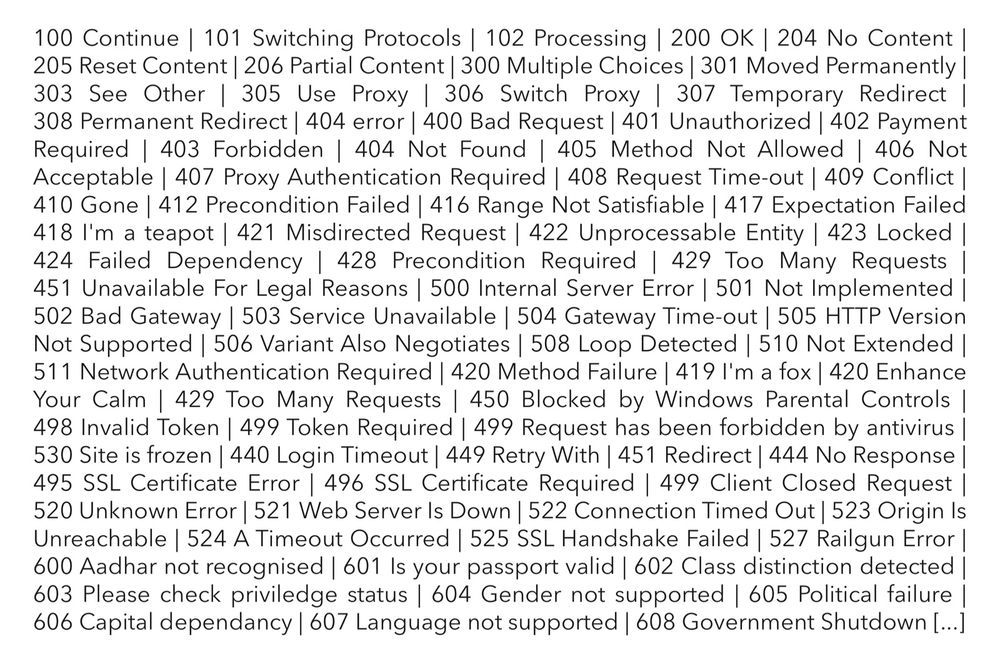 100 Continue | 101 Switching Protocols | 102 Processing | 200 OK | 204 No Content |
205 Reset Content | 206 Partial Content | 300 Multiple Choices | 301 Moved Permanently |
303 See Other | 305 Use Proxy | 306 Switch Proxy | 307 Temporary Redirect |
308 Permanent Redirect | 404 error | 400 Bad Request | 401 Unauthorized | 402 Payment
Required | 403 Forbidden | 404 Not Found | 405 Method Not Allowed | 406 Not
Acceptable | 407 Proxy Authentication Required | 408 Request Time-out | 409 Conflict |
410 Gone | 412 Precondition Failed | 416 Range Not Satisfiable | 417 Expectation Failed
418 I'm a teapot | 421 Misdirected Request | 422 Unprocessable Entity | 423 Locked |
424 Failed Dependency | 428 Precondition Required | 429 Too Many Requests |
451 Unavailable For Legal Reasons | 500 Internal Server Error | 501 Not Implemented |
502 Bad Gateway | 503 Service Unavailable | 504 Gateway Time-out | 505 HTTP Version
Not Supported | 506 Variant Also Negotiates | 508 Loop Detected | 510 Not Extended |
511 Network Authentication Required | 420 Method Failure | 419 I'm a fox | 420 Enhance
Your Calm | 429 Too Many Requests | 450 Blocked by Windows Parental Controls |
498 Invalid Token | 499 Token Required | 499 Request has been forbidden by antivirus |
530 Site is frozen | 440 Login Timeout | 449 Retry With | 451 Redirect | 444 No Response |
495 SSL Certificate Error | 496 SSL Certificate Required | 499 Client Closed Request |
520 Unknown Error | 521 Web Server Is Down | 522 Connection Timed Out | 523 Origin Is
Unreachable | 524 A Timeout Occurred | 525 SSL Handshake Failed | 527 Railgun Error |
600 Aadhar not recognised | 601 Is your passport valid | 602 Class distinction detected |
603 Please check priviledge status | 604 Gender not supported | 605 Political failure |
606 Capital dependancy | 607 Language not supported | 608 Government Shutdown [...]